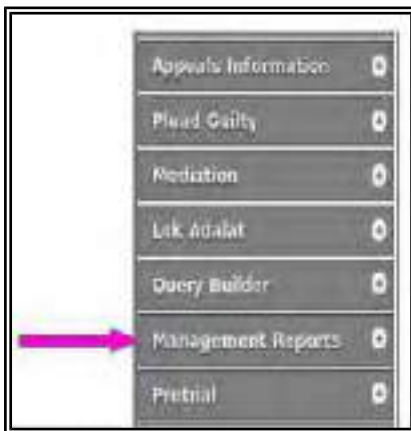 Appeals Information
Plead Guilty
Mediation
Lok Adalat
Query Builder
Management Reports
Pretrial